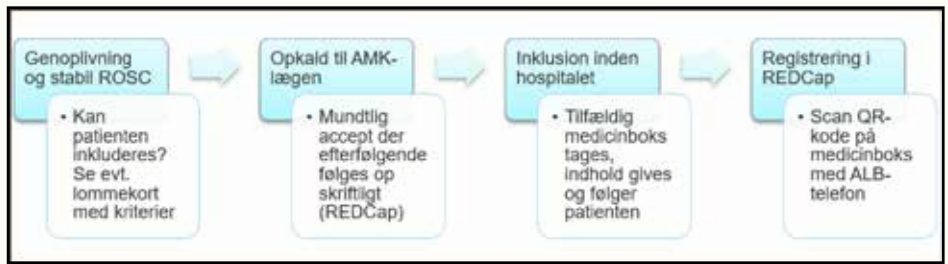 Genoplivning
og stabil ROSC
• Kan
patienten
inkluderes?
Se evt.
lommekort
med kriterier
Opkald til AMK-
lægen
• Mundtlig
accept der
efterfølgende
følges op
skriftligt
(REDCap)
Inklusion inden
hospitalet
• Tilfældig
medicinboks
tages,
indhold gives
og følger
patienten
Registrering i
REDCap
• Scan QR-
kode på
medicinboks
med ALB-
telefon